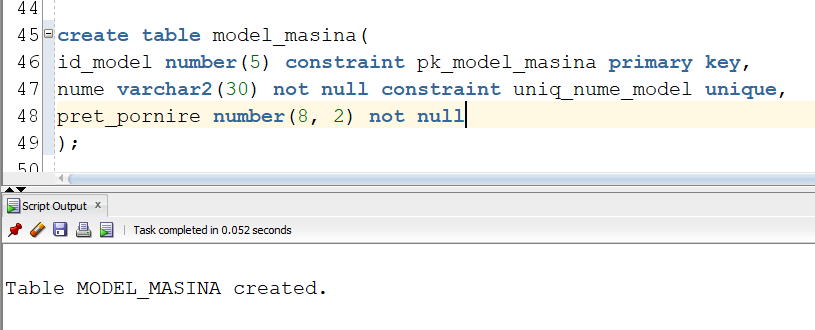 44
45 create table model_masina(
46 id_model number(5) constraint pk_model_masina primary key,
47 nume varchar2(30) not null constraint uniq_nume_model unique,
48 pret_pornire number(8, 2) not null
49 );
50
Script Output x
Task completed in 0.052 seconds
Table MODEL_MASINA created.